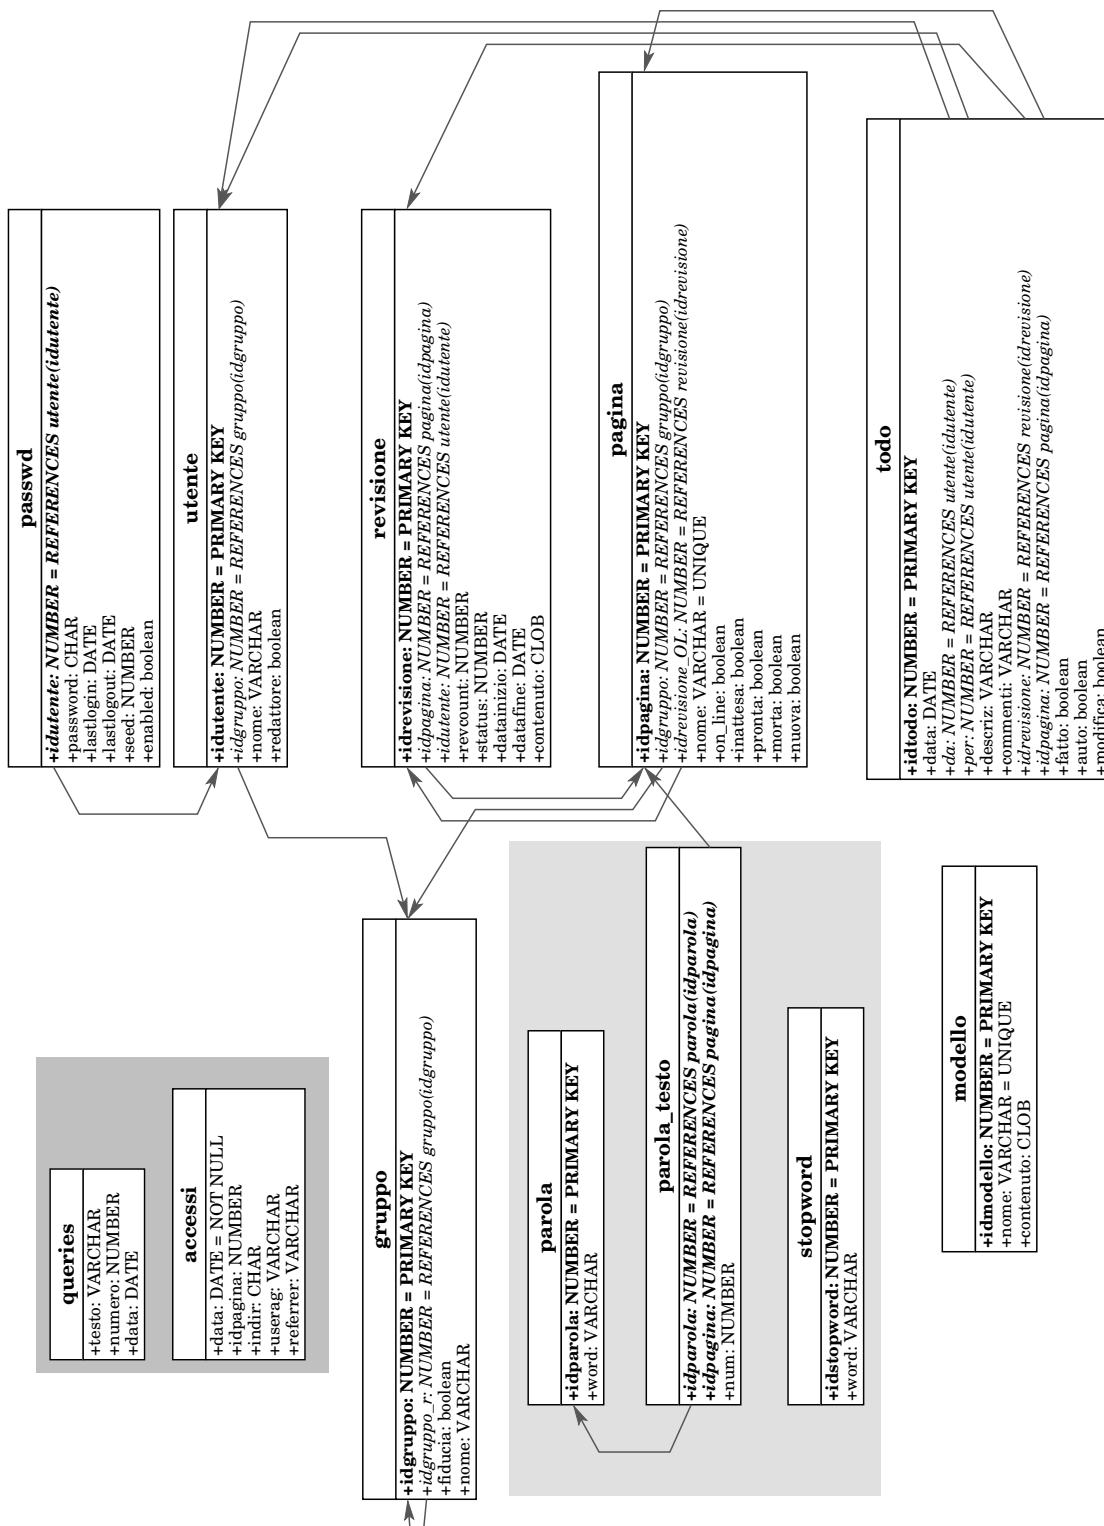 passwd
+idutente: NUMBER = REFERENCES utente(idutente)
+password: CHAR
+lastlogin: DATE
+lastlogout: DATE
+seed: NUMBER
+enabled: boolean
utente
+idutente: NUMBER = PRIMARY KEY
+idgruppo: NUMBER = REFERENCES gruppo(idgruppo)
+nome: VARCHAR
+redattore: boolean
revisione
+idrevisione: NUMBER = PRIMARY KEY
+idpagina: NUMBER = REFERENCES pagina(idpagina)
+idutente: NUMBER = REFERENCES utente(idutente)
+revcount: NUMBER
+status: NUMBER
+datainizio: DATE
+datafine: DATE
+contenuto: CLOB
pagina
+idpagina: NUMBER = PRIMARY KEY
+idgruppo: NUMBER = REFERENCES gruppo(idgruppo)
+idrevisione_OL: NUMBER = REFERENCES revisione(idrevisione)
+nome: VARCHAR = UNIQUE
+on_line: boolean
+inattesa: boolean
+pronta: boolean
+morta: boolean
+nuova: boolean
todo
+idtodo: NUMBER = PRIMARY KEY
+data: DATE
+da: NUMBER = REFERENCES utente(idutente)
+per: NUMBER = REFERENCES utente(idutente)
+descriz: VARCHAR
+commenti: VARCHAR
+idrevisione: NUMBER = REFERENCES revisione(idrevisione)
+idpagina: NUMBER = REFERENCES pagina(idpagina)
+fatto: boolean
+auto: boolean
+modifica: boolean
queries
+testo: VARCHAR
+numero: NUMBER
+data: DATE
accessi
+data: DATE = NOT NULL
+idpagina: NUMBER
+indir: CHAR
+userag: VARCHAR
+referrer: VARCHAR
gruppo
+idgruppo: NUMBER = PRIMARY KEY
+idgruppo_r: NUMBER = REFERENCES gruppo(idgruppo)
+fiducia: boolean
+nome: VARCHAR
parola
+idparola: NUMBER = PRIMARY KEY
+word: VARCHAR
parola_testo
+idparola: NUMBER = REFERENCES parola(idparola)
+idpagina: NUMBER = REFERENCES pagina(idpagina)
+num: NUMBER
stopword
+idstopword: NUMBER = PRIMARY KEY
+word: VARCHAR
modello
+idmodello: NUMBER = PRIMARY KEY
+nome: VARCHAR = UNIQUE
+contenuto: CLOB